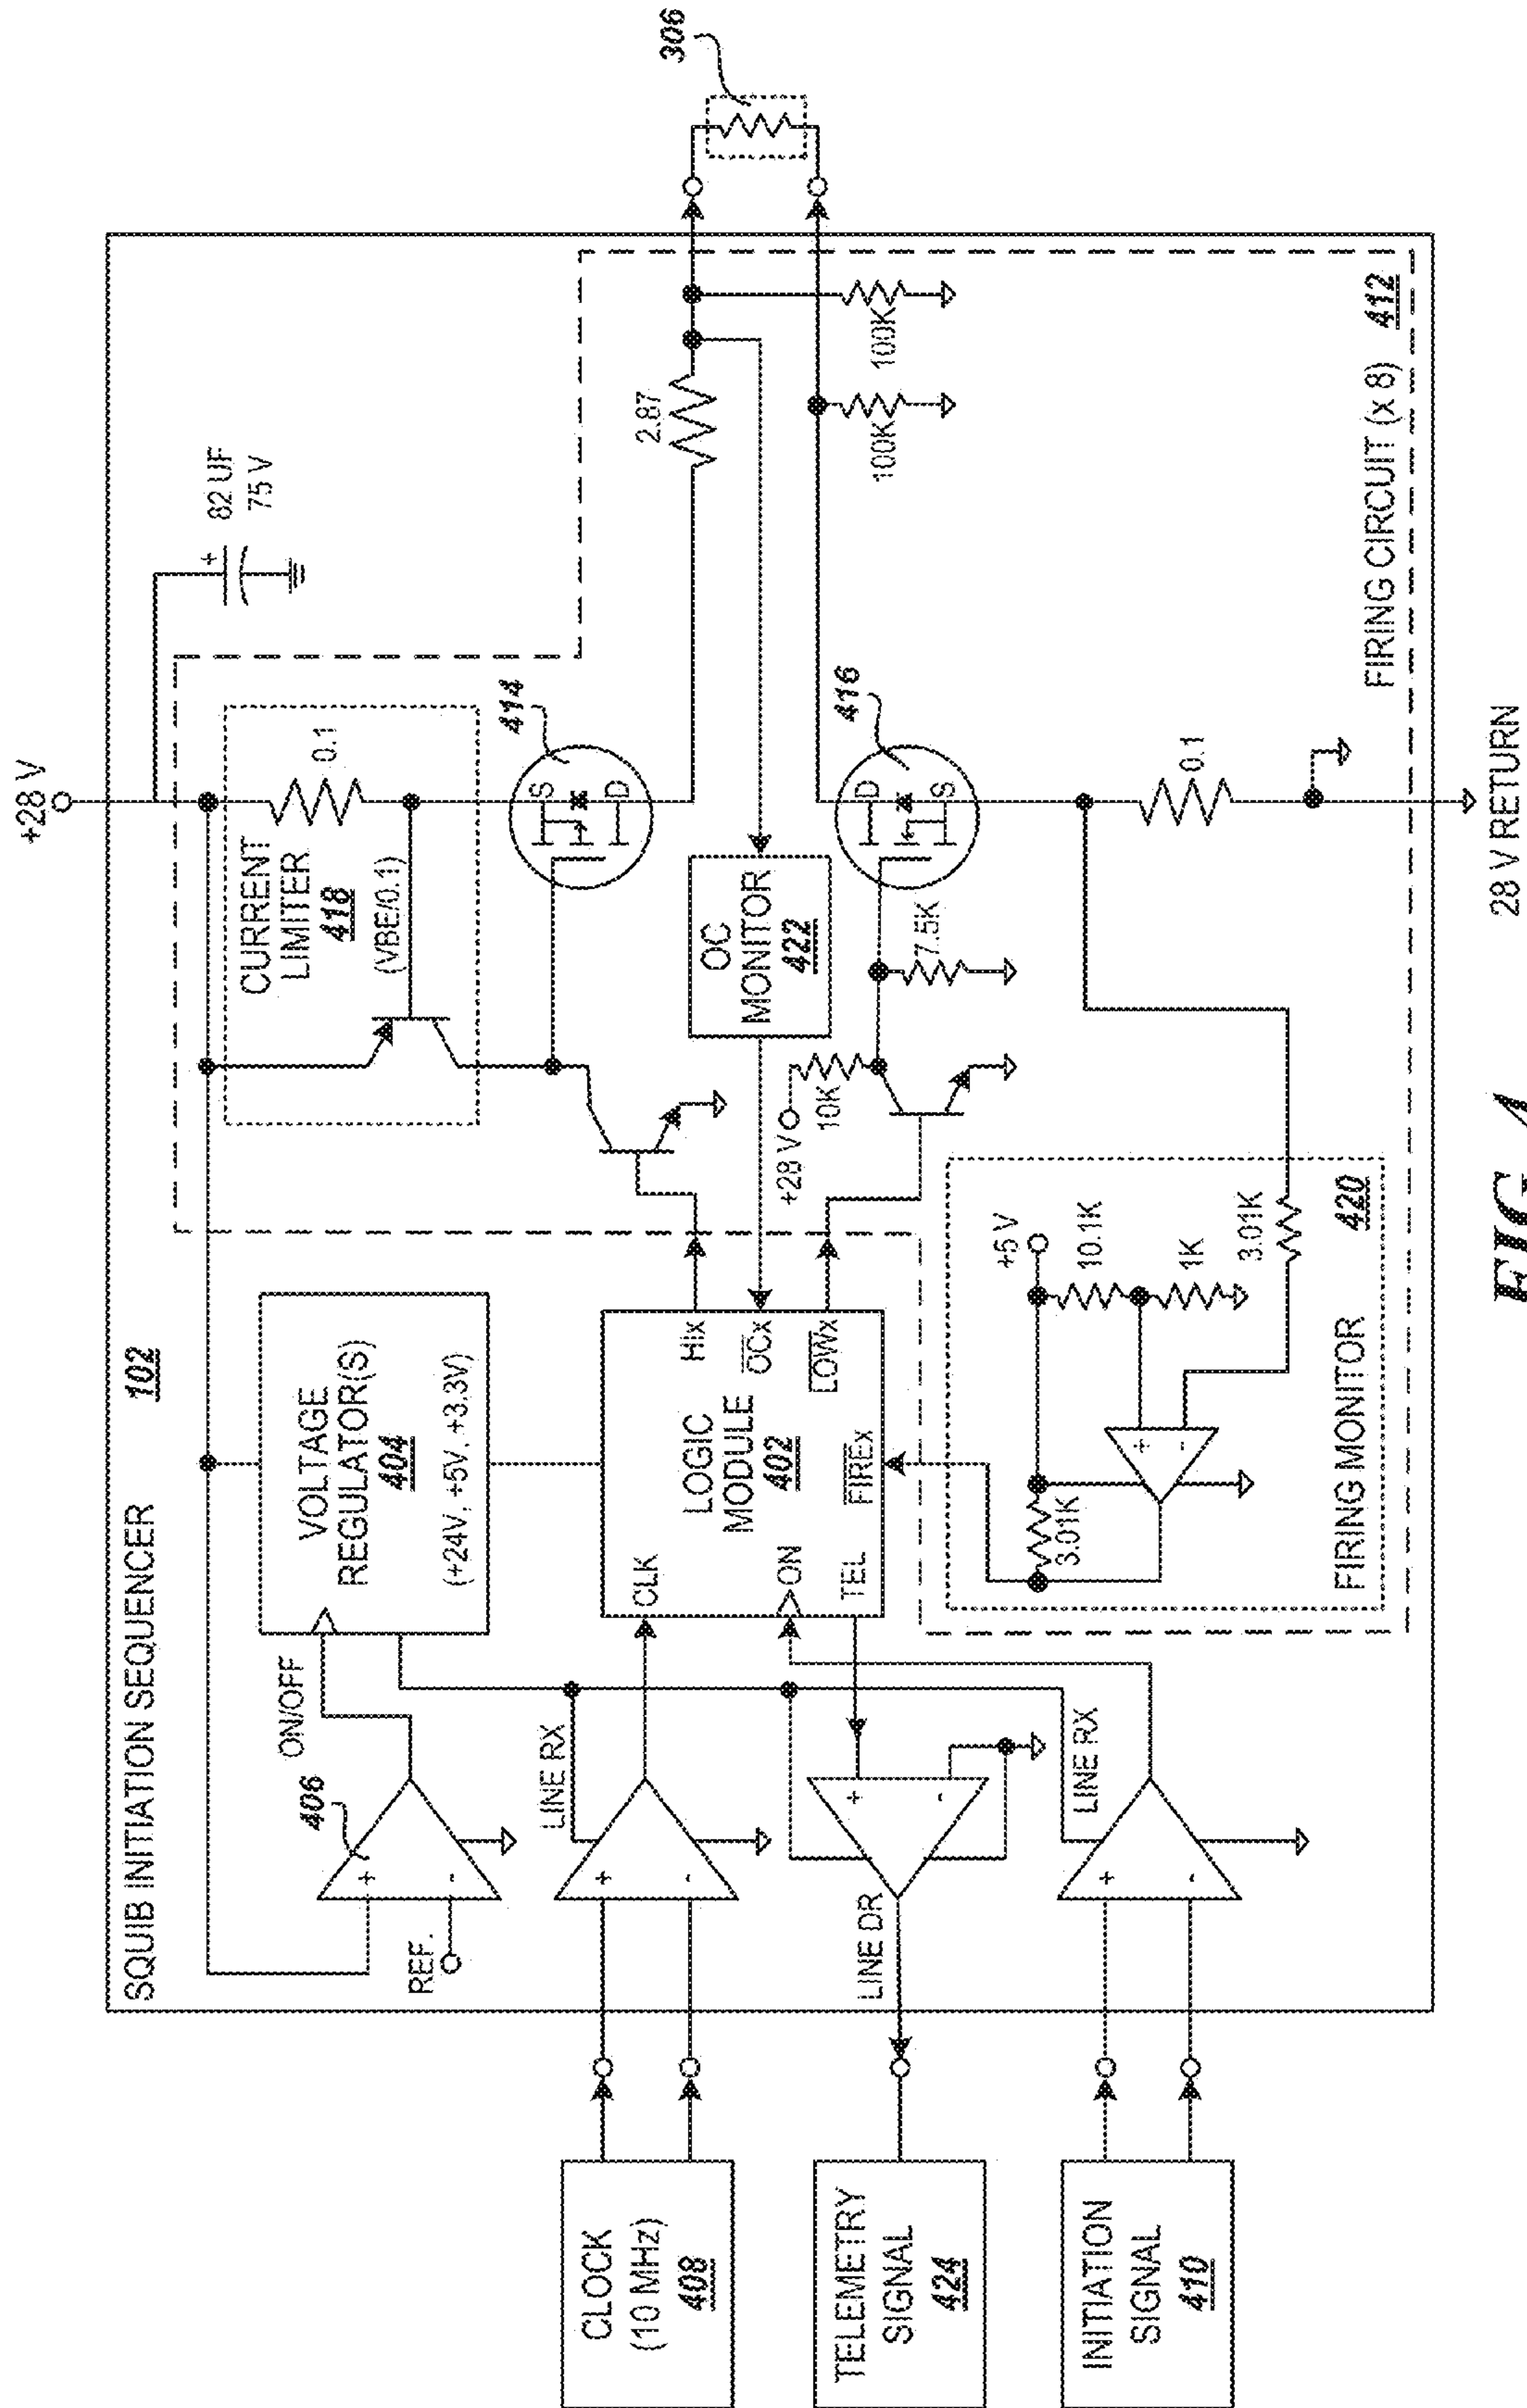 SQUIB INITIATION SEQUENCER 102
+28 V
82 UF
75 V
+
VOLTAGE
REGULATOR(S)
404
(+24V, +5V, +3.3V)
ON/OFF
406
+
-
REF.
CURRENT
LIMITER
418
(VBE/0.1)
0.1
414
S
D
2.87
306
CLOCK
(10 MHz)
408
LINE RX
+
-
CLK
LOGIC
MODULE
402
HIx
OCx
LOWx
ON
TEL
FIREx
OC
MONITOR
422
100K
100K
416
D
S
+28 V
10K
7.5K
0.1
TELEMETRY
SIGNAL
424
LINE DR
+
-
INITIATION
SIGNAL
410
LINE RX
+
-
+5 V
10.1K
1K
3.01K
3.01K
+
-
FIRING MONITOR 420
FIRING CIRCUIT (x 8) 412
28 V RETURN
FIG. 4